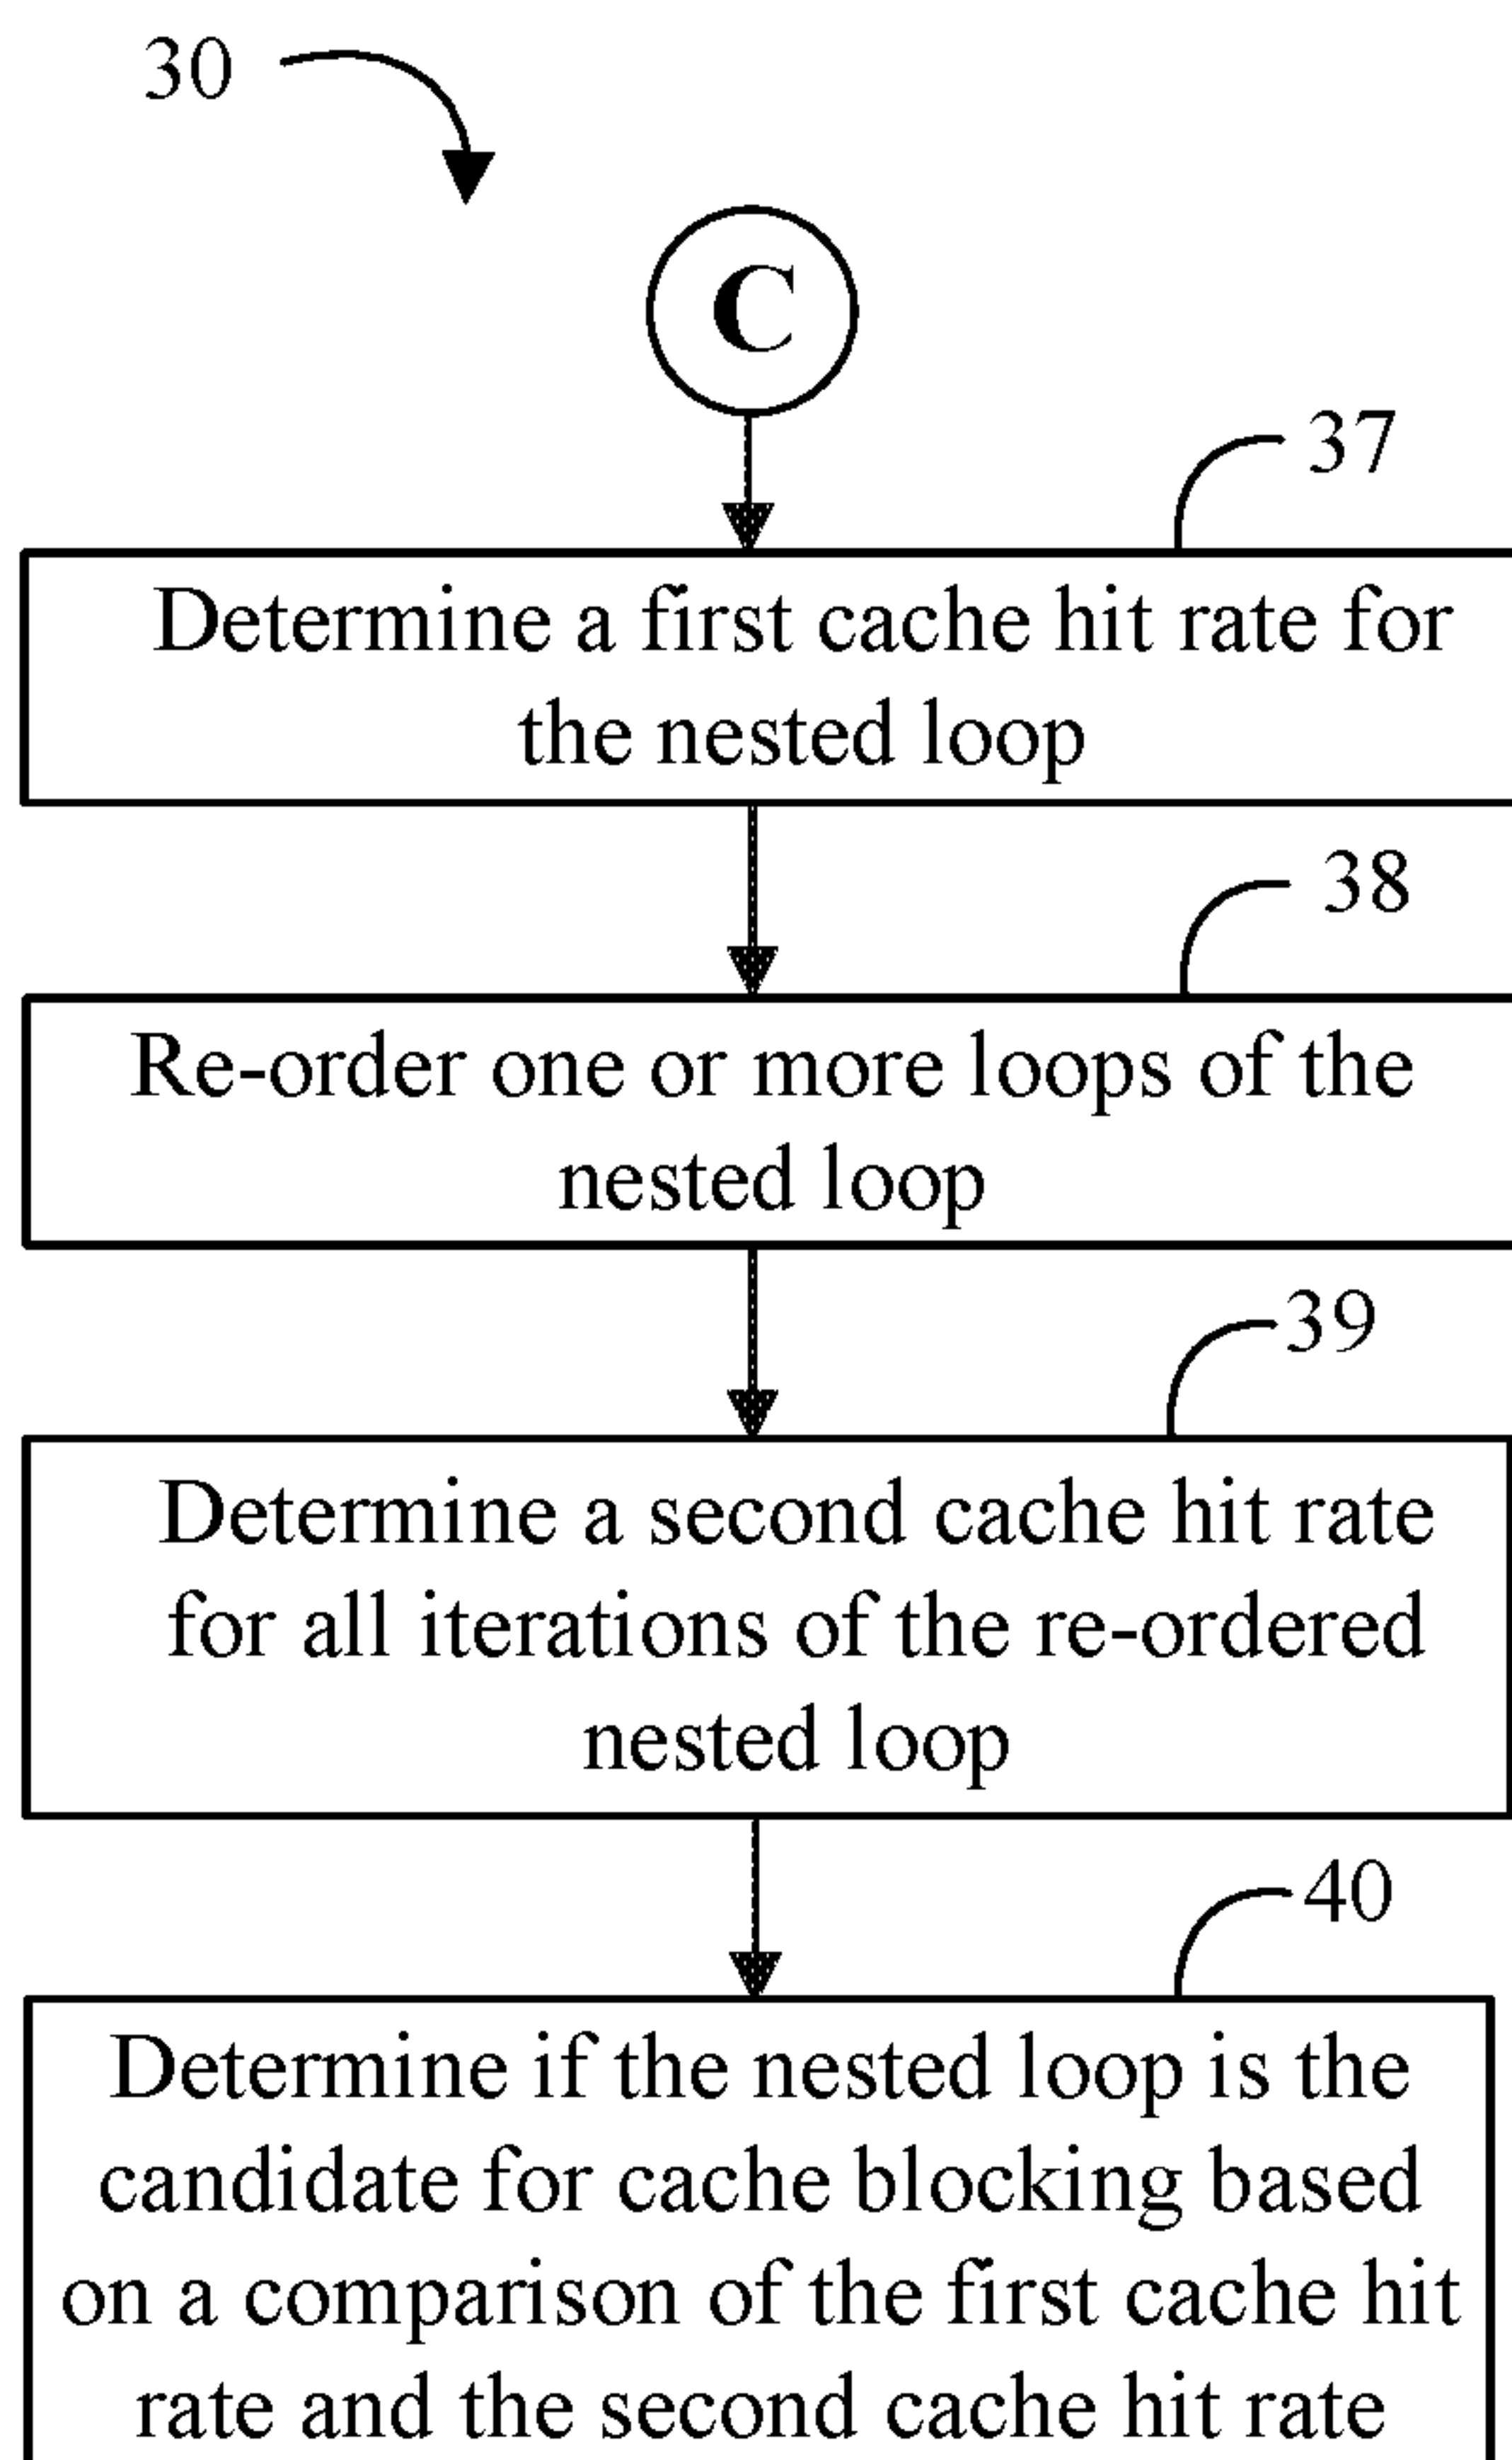 30
C
37
Determine a first cache hit rate for
the nested loop
38
Re-order one or more loops of the
nested loop
39
Determine a second cache hit rate
for all iterations of the re-ordered
nested loop
40
Determine if the nested loop is the
candidate for cache blocking based
on a comparison of the first cache hit
rate and the second cache hit rate